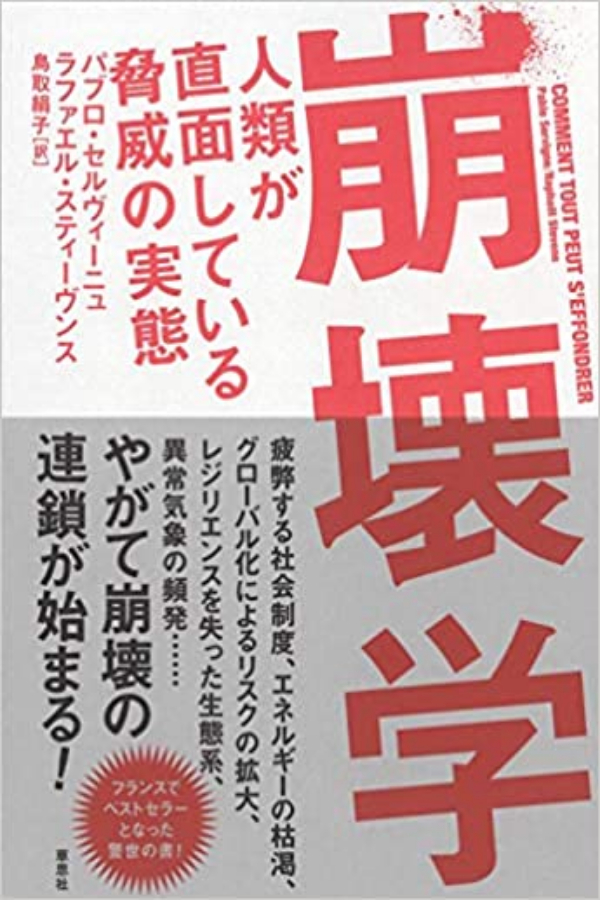 崩壊学
COMMENT TOUT PEUT S'EFFONDRER
Pablo Servigne, Raphaël Stevens
人類が
直面している
脅威の実態
パブロ・セルヴィーニュ
ラファエル・スティーヴンス
鳥取絹子[訳]
疲弊する社会制度、エネルギーの枯渇、
グローバル化によるリスクの拡大、
レジリエンスを失った生態系、
異常気象の頻発……
やがて崩壊の
連鎖が始まる!
フランスで
ベストセラー
となった
警世の書!
草思社